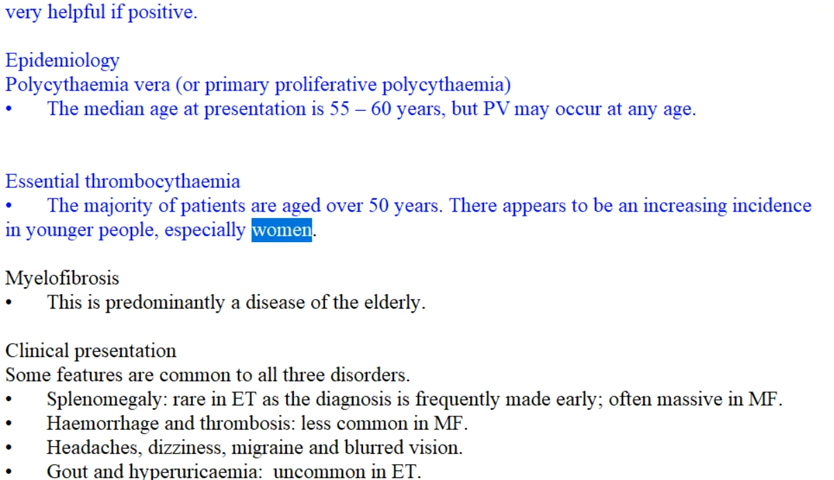 very helpful if positive.
Epidemiology
Polycythaemia vera (or primary proliferative polycythaemia)
• The median age at presentation is 55 – 60 years, but PV may occur at any age.
Essential thrombocythaemia
• The majority of patients are aged over 50 years. There appears to be an increasing incidence
in younger people, especially women.
Myelofibrosis
• This is predominantly a disease of the elderly.
Clinical presentation
Some features are common to all three disorders.
• Splenomegaly: rare in ET as the diagnosis is frequently made early; often massive in MF.
• Haemorrhage and thrombosis: less common in MF.
• Headaches, dizziness, migraine and blurred vision.
• Gout and hyperuricaemia: uncommon in ET.